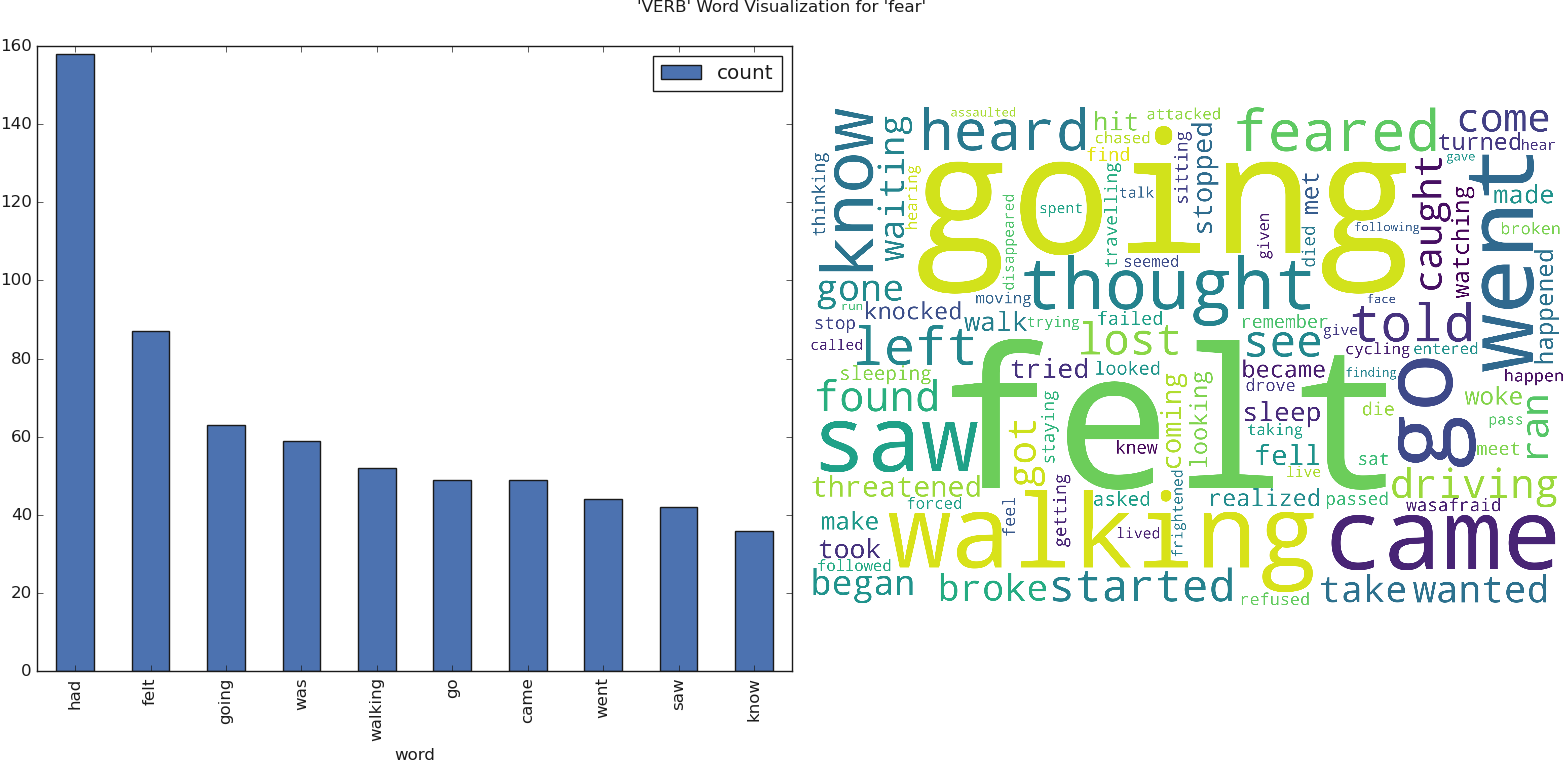 'VERB' Word Visualization for 'fear'
160
140
120
100
80
60
40
20
0
count
had
felt
going
was
walking
go
came
went
saw
know
word
assaulted
heard
hit
attacked
feared
come
know
waiting
going
chased
find
sitting
stopped
turned
hear
thinking
hearing
talk
met
caught
gave
went
made
spent
travelling
given
died
following
watching
broken
disappeared
seemed
happened
gone
thought
moving
face
run
knocked
stop
walk
trying
failed
remember
give
told
called
left
lost
see
cycling
entered
sleeping
tried
looked
became
finding
happen
found
felt
drove
go
woke
saw
got
staying
coming
looking
sleep
die
pass
ran
taking
knew
fell
sat
meet
threatened
live
driving
forced
feel
getting
asked
frightened
realized
passed
wasafraid
make
walking
came
took
lived
followed
began
broke
started
refused
take
wanted